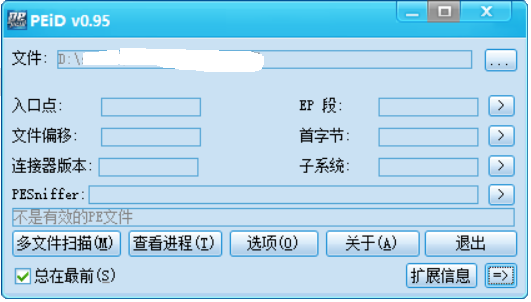 PEiD v0.95
文件: D:\ ...
入口点: EP 段: >
文件偏移: 首字节: >
连接器版本: 子系统: >
PESniffer: >
不是有效的PE文件
多文件扫描(M) 查看进程(T) 选项(O) 关于(A) 退出
总在最前(S) 扩展信息 =>